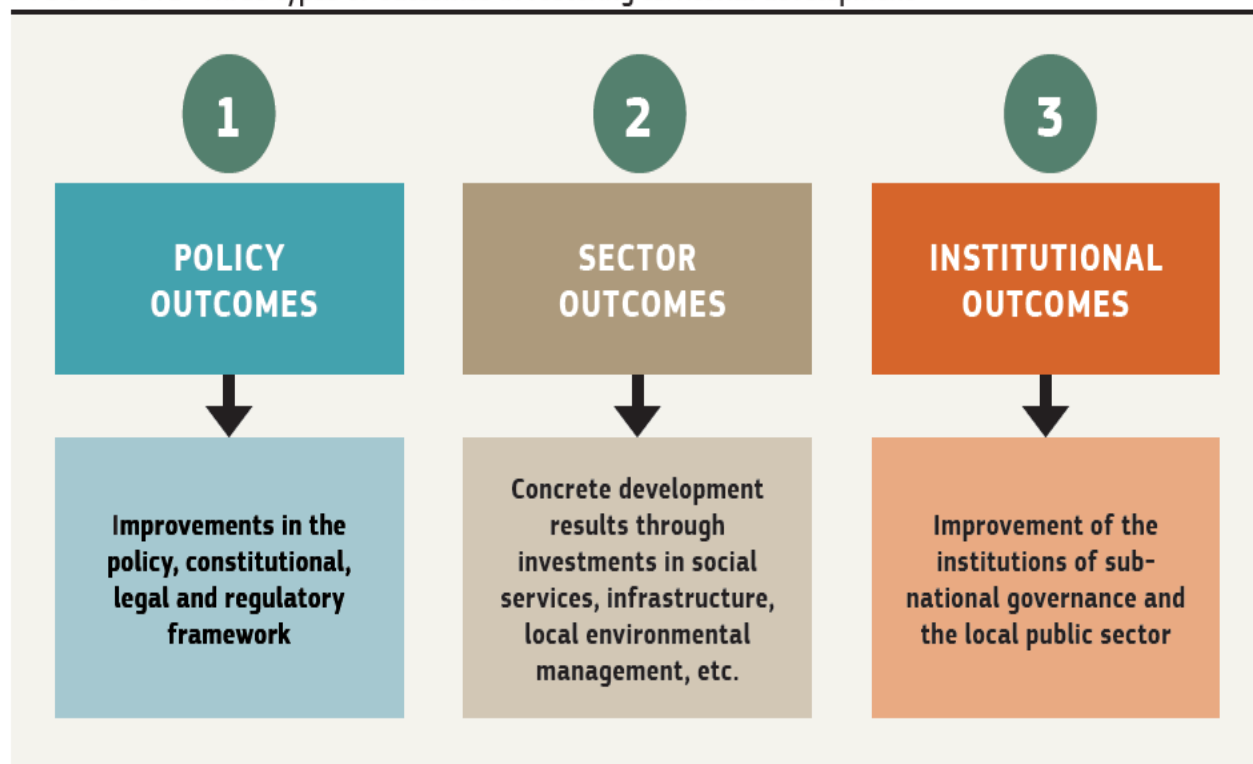 1
POLICY
OUTCOMES
Improvements in the
policy, constitutional,
legal and regulatory
framework
2
SECTOR
OUTCOMES
Concrete development
results through
investments in social
services, infrastructure,
local environmental
management, etc.
3
INSTITUTIONAL
OUTCOMES
Improvement of the
institutions of sub-
national governance and
the local public sector